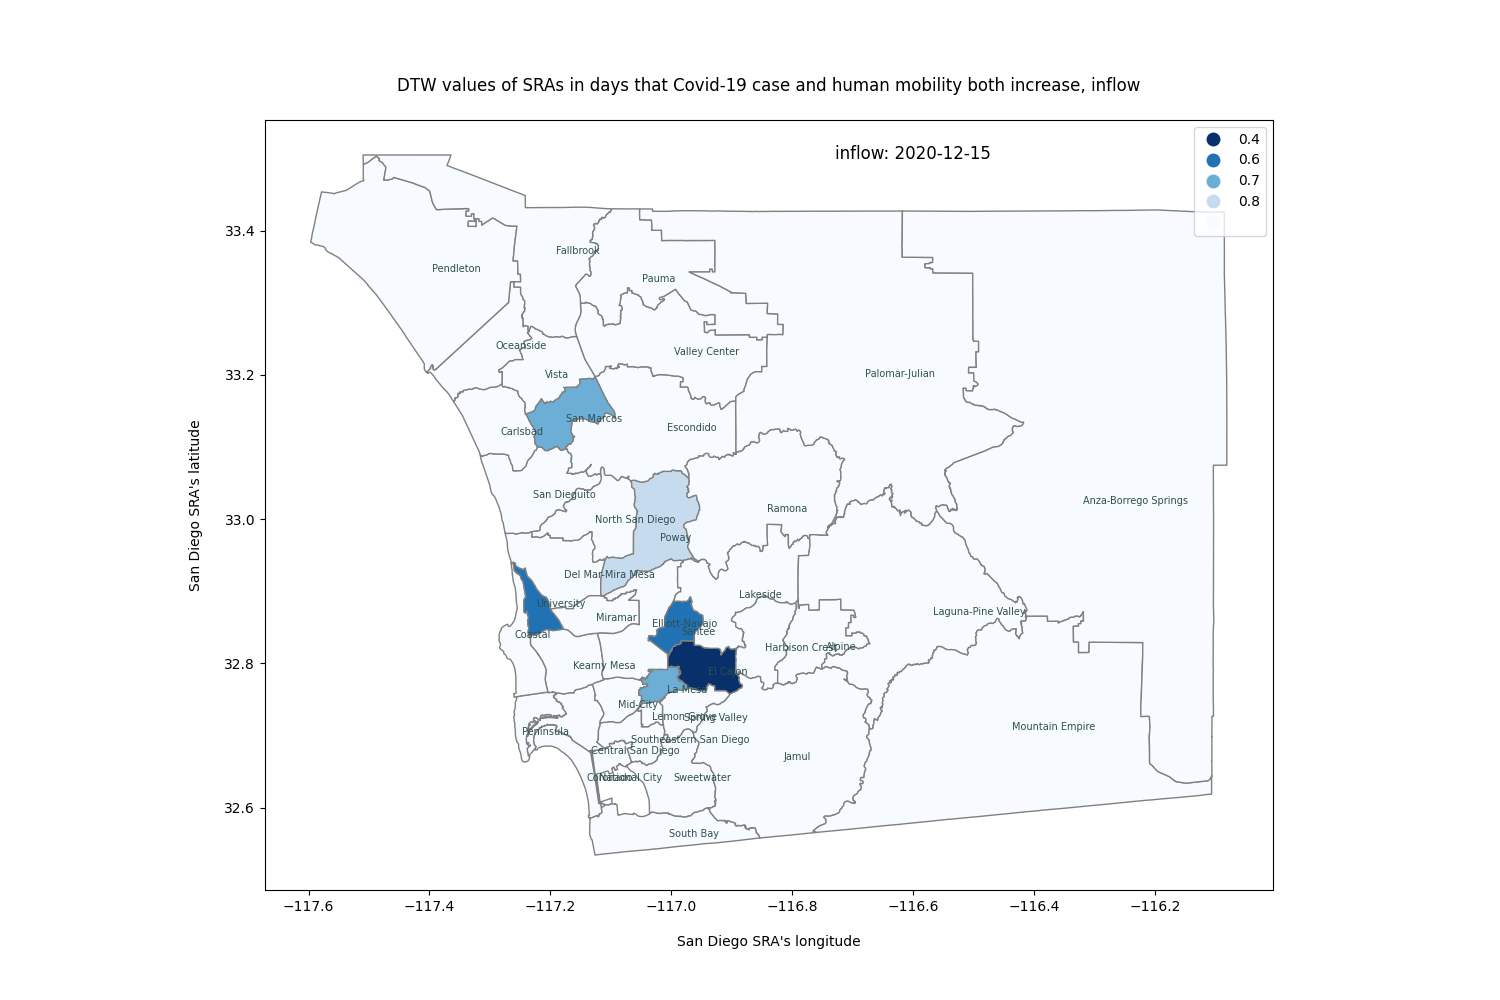 DTW values of SRAs in days that Covid-19 case and human mobility both increase, inflow
inflow: 2020-12-15
0.4
0.6
0.7
0.8
33.4
33.2
33.0
32.8
32.6
San Diego SRA's latitude
Fallbrook
Pendleton
Pauma
Oceanside
Valley Center
Vista
Palomar-Julian
San Marcos
Carlsbad
Escondido
San Dieguito
Anza-Borrego Springs
Ramona
North San Diego
Poway
Del Mar-Mira Mesa
Lakeside
University
Laguna-Pine Valley
Miramar
Elliott-Navajo
Santee
Coastal
Harbison Crest
Alpine
Kearny Mesa
El Cajon
La Mesa
Mid-City
Lemon Grove
Spring Valley
Mountain Empire
Peninsula
Southeastern San Diego
Central San Diego
Jamul
Coronado
National City
Sweetwater
South Bay
−117.6
−117.4
−117.2
−117.0
−116.8
−116.6
−116.4
−116.2
San Diego SRA's longitude